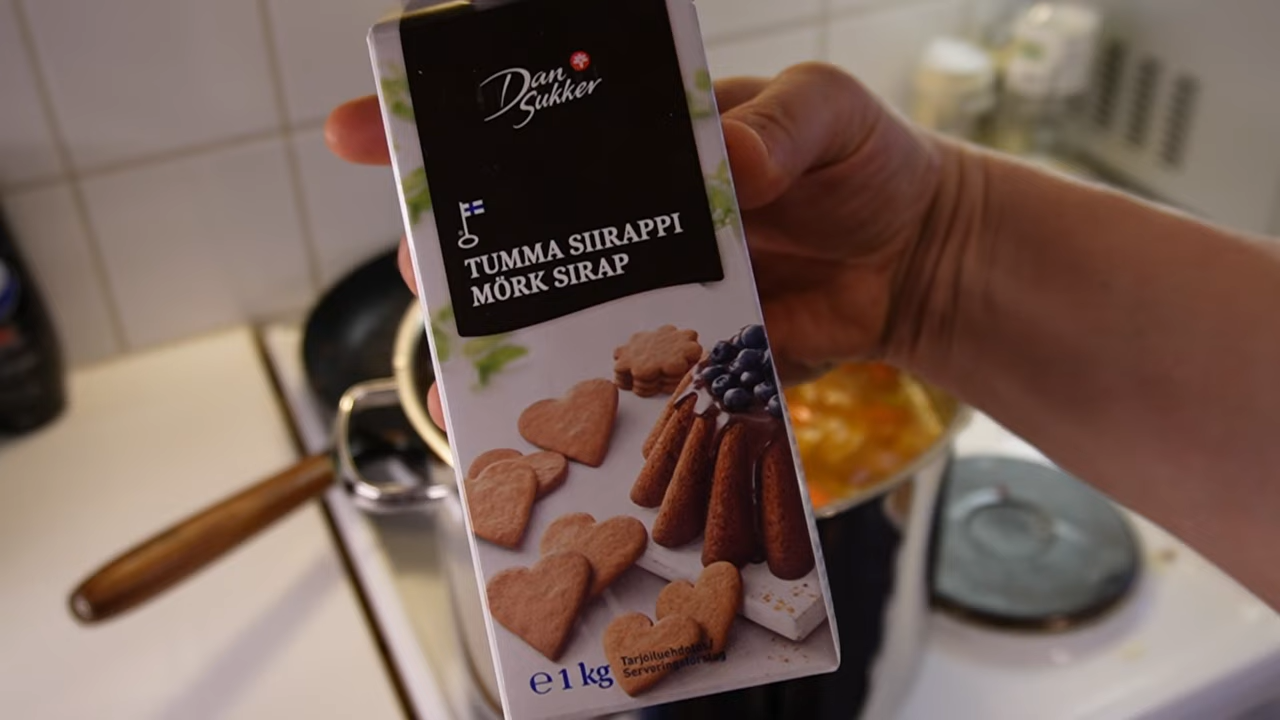 Dan
Sukker
TUMMA SIIRAPPI
MÖRK SIRAP
Tarjoiluehdotus/
Serveringsförslag
℮ 1 kg